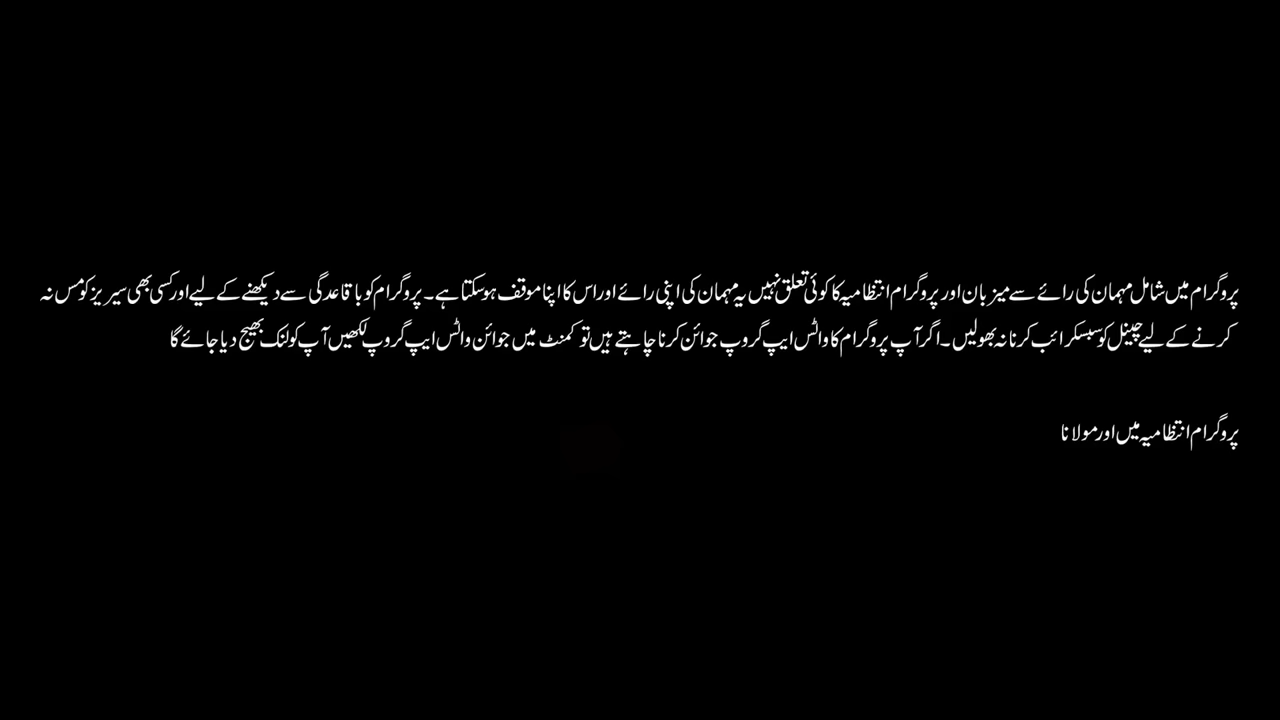 پروگرام میں شامل مہمان کی رائے سے میزبان اور پروگرام انتظامیہ کا کوئی تعلق نہیں یہ مہمان کی اپنی رائے اور اس کا اپنا موقف ہو سکتا ہے۔ پروگرام کو باقاعدگی سے دیکھنے کے لیے اور کسی بھی سیریز کو مس نہ
کرنے کے لیے چینل کو سبسکرائب کرنا نہ بھولیں۔ اگر آپ پروگرام کا واٹس ایپ گروپ جوائن کرنا چاہتے ہیں تو کمنٹ میں جوائن واٹس ایپ گروپ لکھیں آپ کو لنک بھیج دیا جائے گا
پروگرام انتظامیہ میں اور مولانا